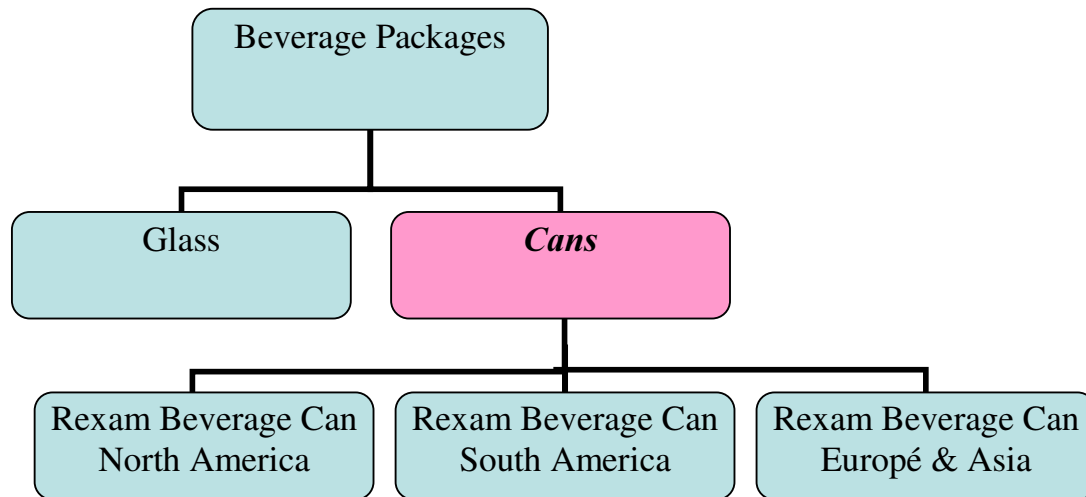 Beverage Packages
Glass
Cans
Rexam Beverage Can
North America
Rexam Beverage Can
South America
Rexam Beverage Can
Europé & Asia